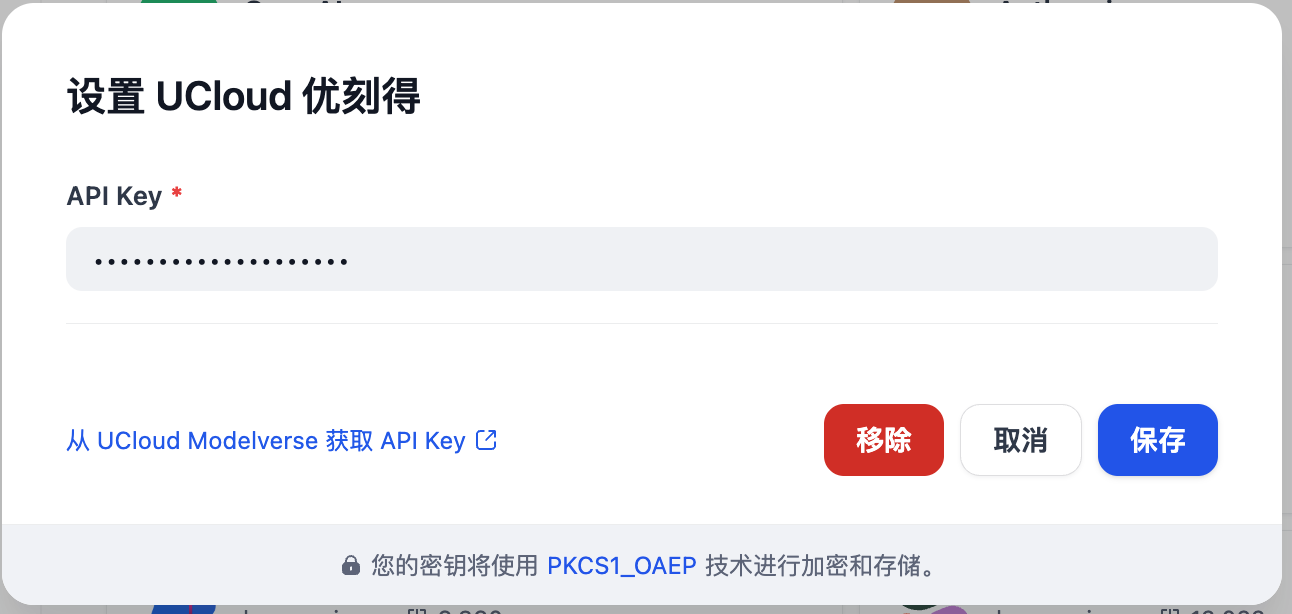 设置 UCloud 优刻得
API Key *
••••••••••••••••••••
从 UCloud Modelverse 获取 API Key
移除
取消
保存
您的密钥将使用 PKCS1_OAEP 技术进行加密和存储。